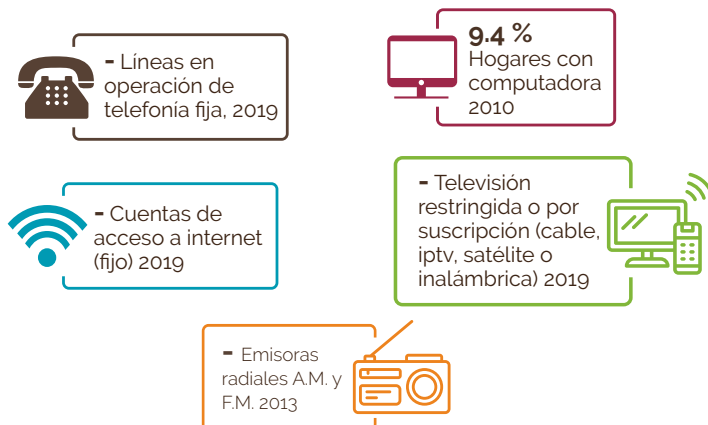 - Líneas en
operación de
telefonía fija, 2019
9.4 %
Hogares con
computadora
2010
- Cuentas de
acceso a internet
(fijo) 2019
- Televisión
restringida o por
suscripción (cable,
iptv, satélite o
inalámbrica) 2019
- Emisoras
radiales A.M. y
F.M. 2013